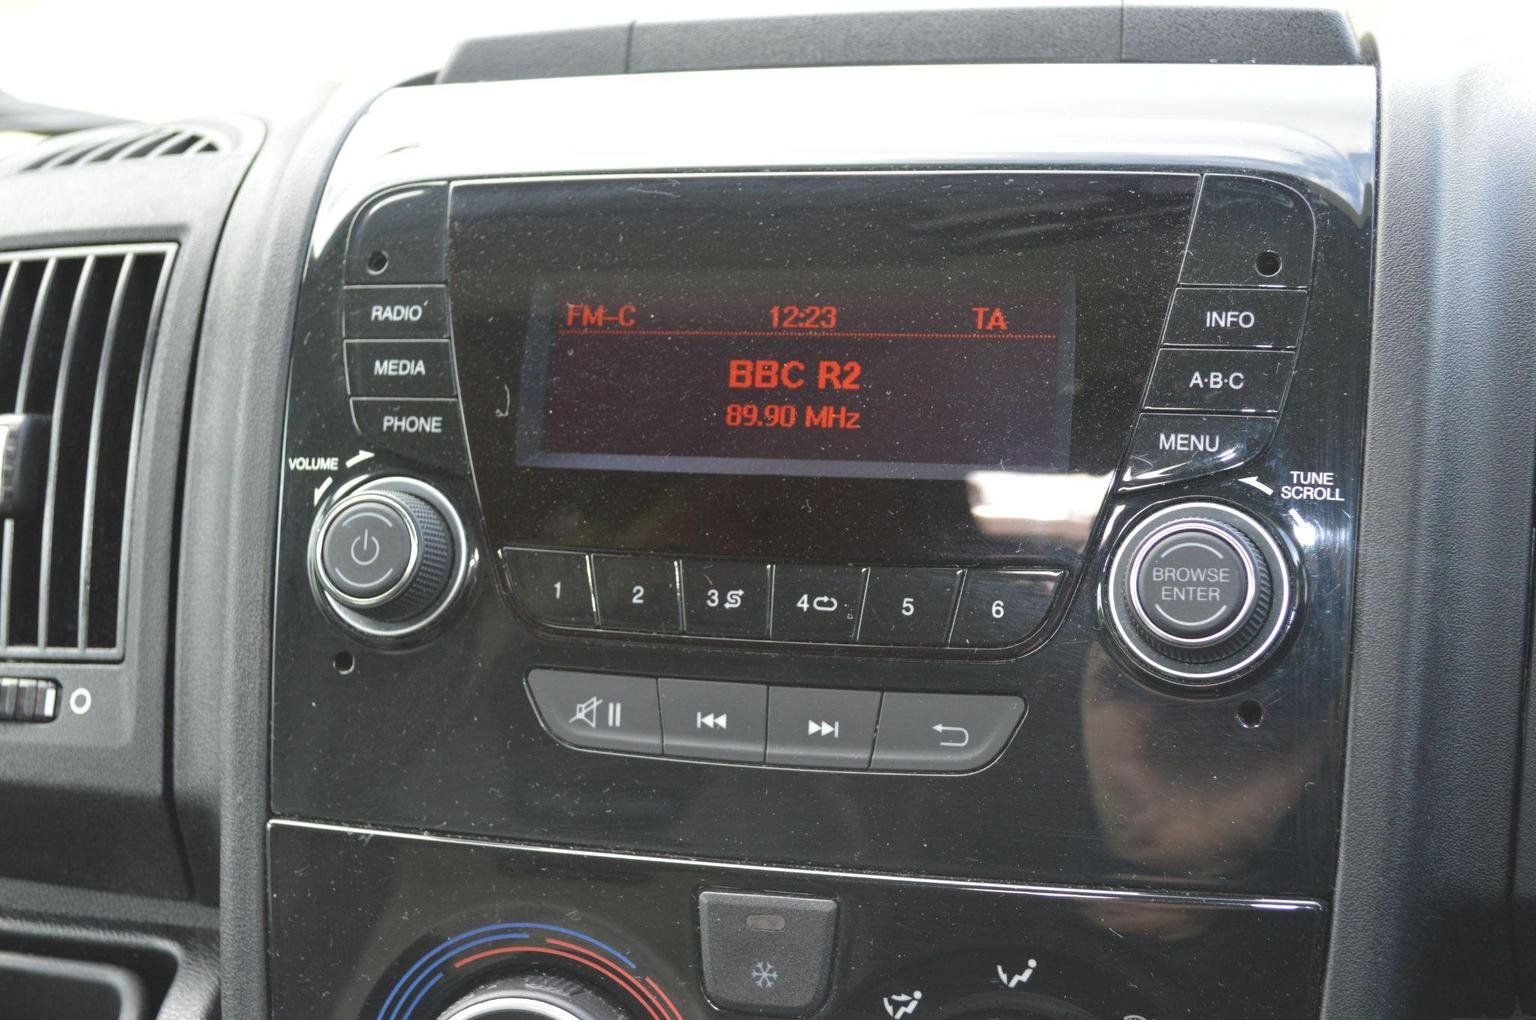 FM-C 12:23 TA
BBC R2
89.90 MHz
RADIO
MEDIA
PHONE
VOLUME
INFO
A·B·C
MENU
TUNE
SCROLL
BROWSE
ENTER
1 2 3 4 5 6